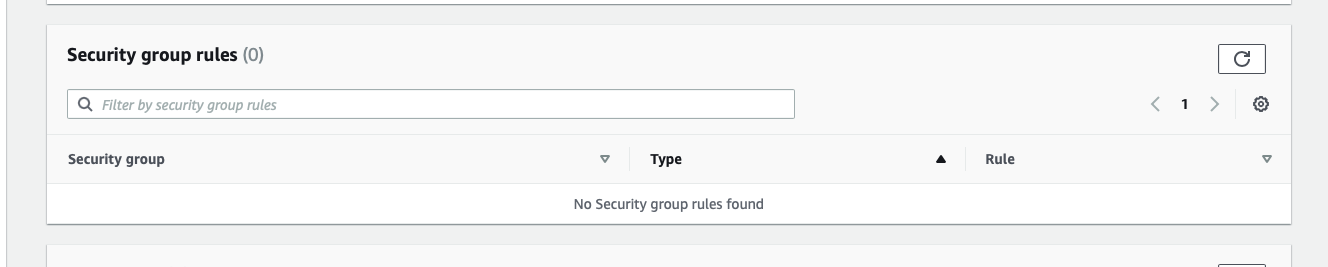 Security group rules (0)
Filter by security group rules
1
Security group Type Rule
No Security group rules found